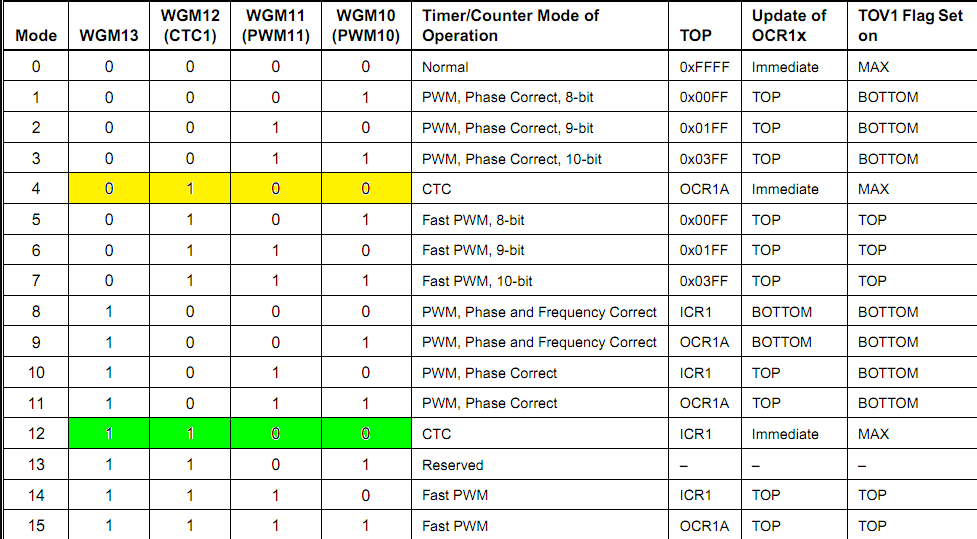 Mode WGM13 WGM12 (CTC1) WGM11 (PWM11) WGM10 (PWM10) Timer/Counter Mode of Operation TOP Update of OCR1x TOV1 Flag Set on
0 0 0 0 0 Normal 0xFFFF Immediate MAX
1 0 0 0 1 PWM, Phase Correct, 8-bit 0x00FF TOP BOTTOM
2 0 0 1 0 PWM, Phase Correct, 9-bit 0x01FF TOP BOTTOM
3 0 0 1 1 PWM, Phase Correct, 10-bit 0x03FF TOP BOTTOM
4 0 1 0 0 CTC OCR1A Immediate MAX
5 0 1 0 1 Fast PWM, 8-bit 0x00FF TOP TOP
6 0 1 1 0 Fast PWM, 9-bit 0x01FF TOP TOP
7 0 1 1 1 Fast PWM, 10-bit 0x03FF TOP TOP
8 1 0 0 0 PWM, Phase and Frequency Correct ICR1 BOTTOM BOTTOM
9 1 0 0 1 PWM, Phase and Frequency Correct OCR1A BOTTOM BOTTOM
10 1 0 1 0 PWM, Phase Correct ICR1 TOP BOTTOM
11 1 0 1 1 PWM, Phase Correct OCR1A TOP BOTTOM
12 1 1 0 0 CTC ICR1 Immediate MAX
13 1 1 0 1 Reserved – – –
14 1 1 1 0 Fast PWM ICR1 TOP TOP
15 1 1 1 1 Fast PWM OCR1A TOP TOP